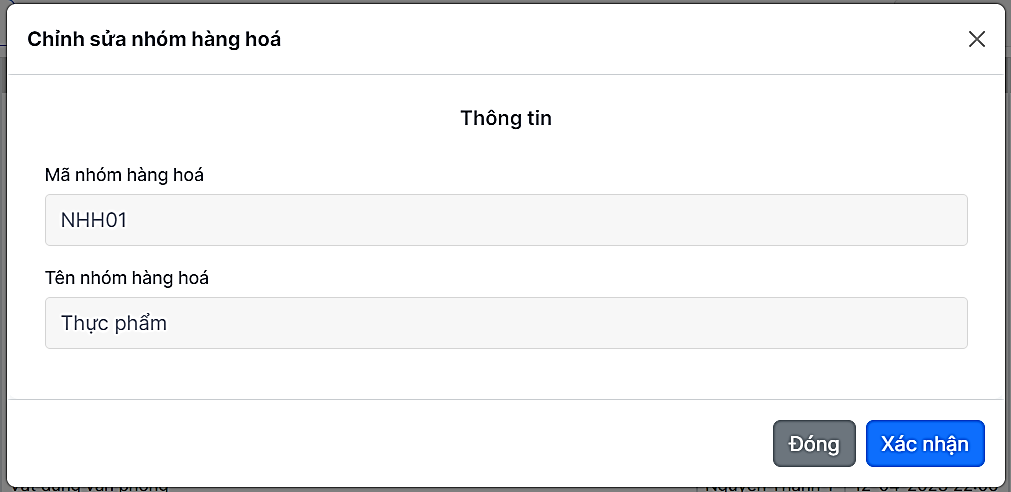 Chỉnh sửa nhóm hàng hoá
Thông tin
Mã nhóm hàng hoá
NHH01
Tên nhóm hàng hoá
Thực phẩm
Đóng
Xác nhận